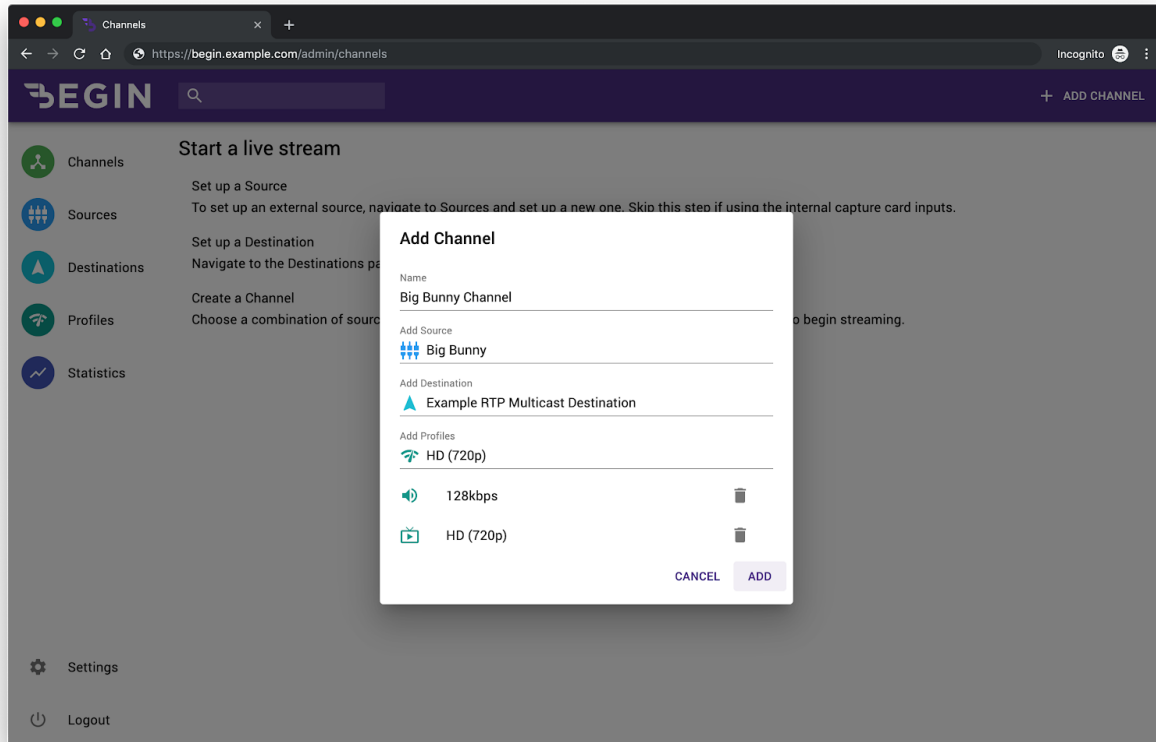 Channels
https://begin.example.com/admin/channels
Incognito
BEGIN
ADD CHANNEL
Channels
Sources
Destinations
Profiles
Statistics
Settings
Logout
Start a live stream
Set up a Source
To set up an external source, navigate to Sources and set up a new one. Skip this step if using the internal capture card inputs.
Set up a Destination
Navigate to the Destinations
Create a Channel
Choose a combination of
to begin streaming.
Add Channel
Name
Big Bunny Channel
Add Source
Big Bunny
Add Destination
Example RTP Multicast Destination
Add Profiles
HD (720p)
128kbps
HD (720p)
CANCEL
ADD